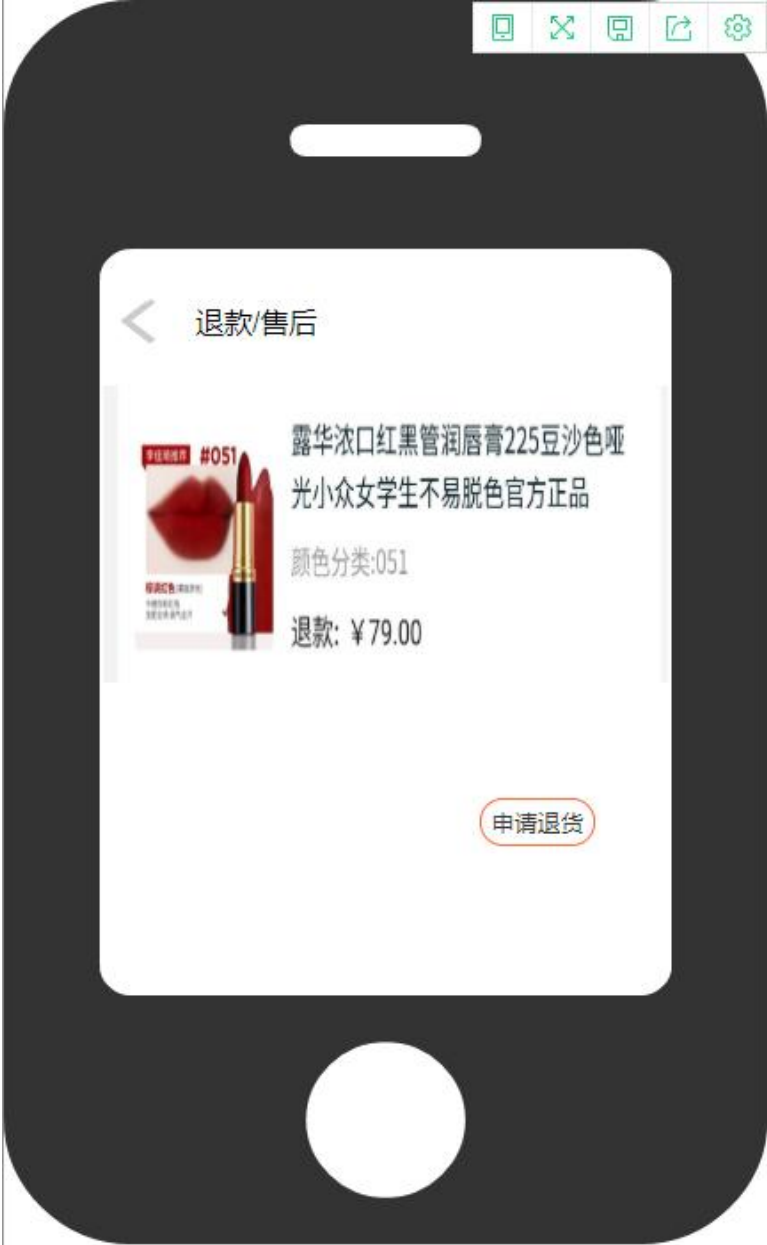 退款/售后
露华浓口红黑管润唇膏225豆沙色哑
光小众女学生不易脱色官方正品
#051
颜色分类:051
退款: ￥79.00
申请退货